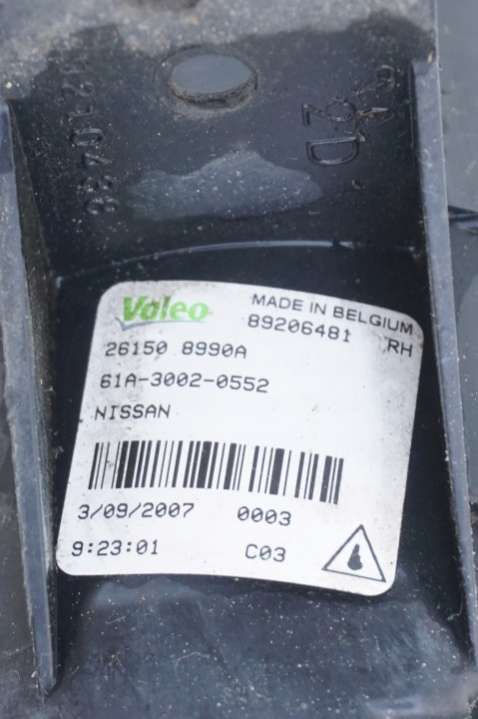 2D
Valeo MADE IN BELGIUM
89206481 RH
26150 8990A
61A-3002-0552
NISSAN
3/09/2007 0003
9:23:01 C03